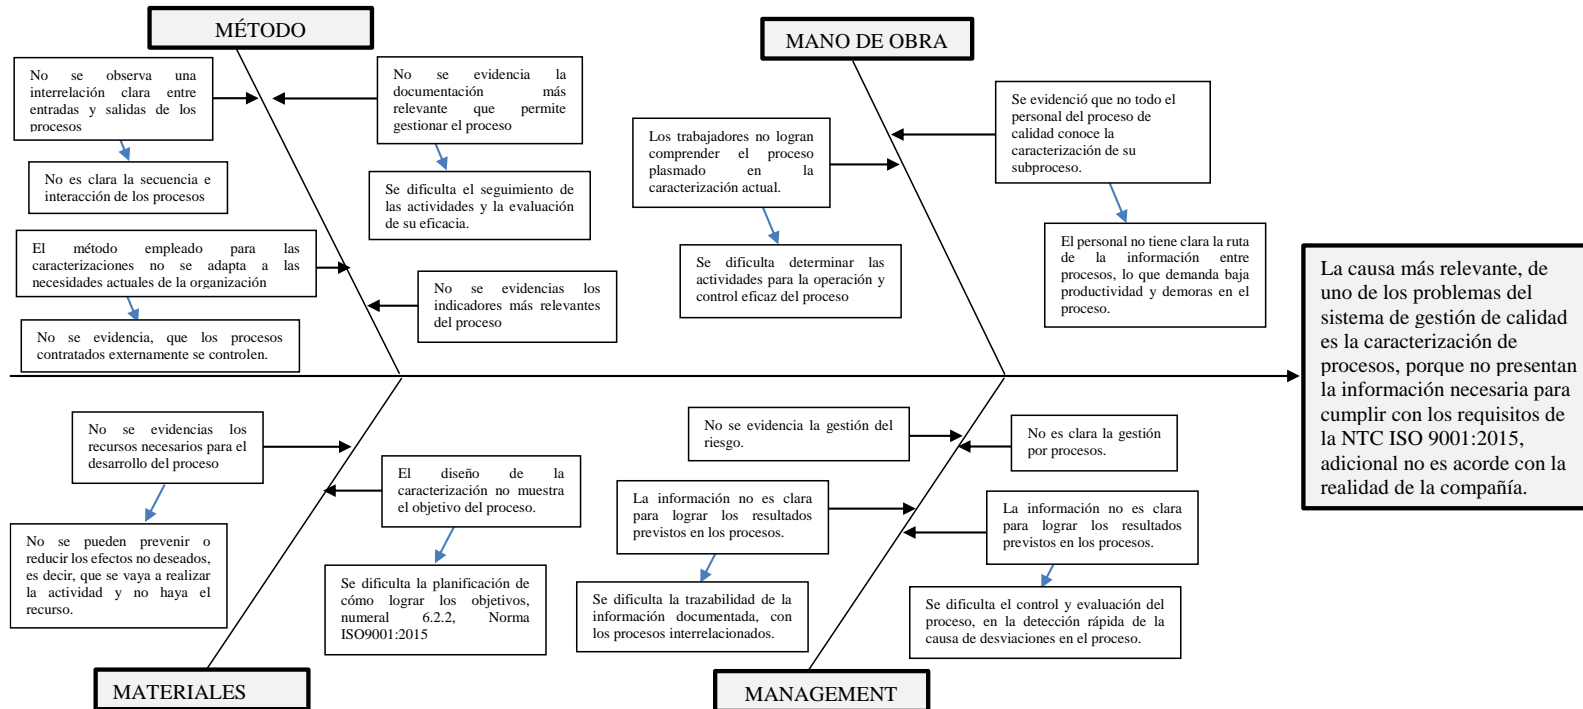 MÉTODO
No se observa una
interrelación clara entre
entradas y salidas de los
procesos
No se evidencia la
documentación más
relevante que permite
gestionar el proceso
No es clara la secuencia e
interacción de los procesos
Se dificulta el seguimiento de
las actividades y la evaluación
de su eficacia.
El método empleado para las
caracterizaciones no se adapta a las
necesidades actuales de la organización
No se evidencias los
indicadores más relevantes
del proceso
No se evidencia, que los procesos
contratados externamente se controlen.
MANO DE OBRA
Los trabajadores no logran
comprender el proceso
plasmado en la
caracterización actual.
Se evidenció que no todo el
personal del proceso de
calidad conoce la
caracterización de su
subproceso.
Se dificulta determinar las
actividades para la operación y
control eficaz del proceso
El personal no tiene clara la ruta
de la información entre
procesos, lo que demanda baja
productividad y demoras en el
proceso.
La causa más relevante, de
uno de los problemas del
sistema de gestión de calidad
es la caracterización de
procesos, porque no presentan
la información necesaria para
cumplir con los requisitos de
la NTC ISO 9001:2015,
adicional no es acorde con la
realidad de la compañía.
No se evidencias los
recursos necesarios para el
desarrollo del proceso
El diseño de la
caracterización no muestra
el objetivo del proceso.
No se pueden prevenir o
reducir los efectos no deseados,
es decir, que se vaya a realizar
la actividad y no haya el
recurso.
Se dificulta la planificación de
cómo lograr los objetivos,
numeral 6.2.2, Norma
ISO9001:2015
MATERIALES
No se evidencia la gestión del
riesgo.
No es clara la gestión
por procesos.
La información no es clara
para lograr los resultados
previstos en los procesos.
La información no es clara
para lograr los resultados
previstos en los procesos.
Se dificulta la trazabilidad de la
información documentada, con
los procesos interrelacionados.
Se dificulta el control y evaluación del
proceso, en la detección rápida de la
causa de desviaciones en el proceso.
MANAGEMENT